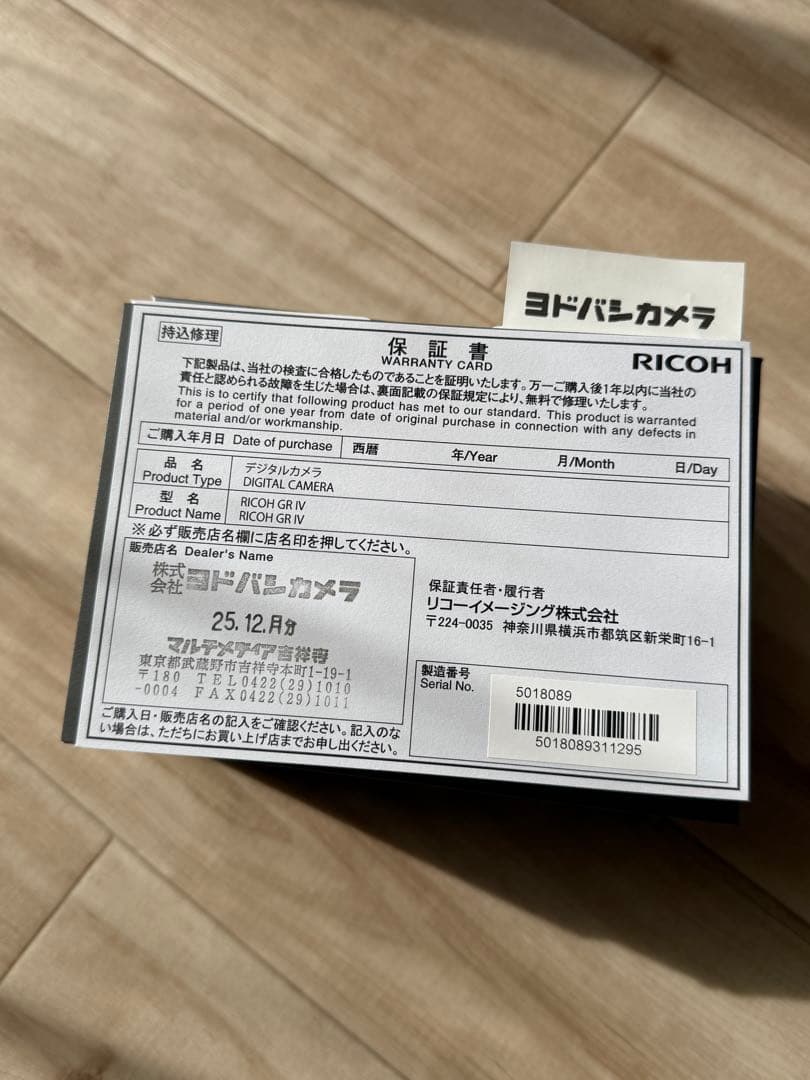 ヨドバシカメラ
持込修理
保証書
WARRANTY CARD
RICOH
下記製品は、当社の検査に合格したものであることを証明いたします。万一ご購入後1年以内に当社の
責任と認められる故障を生じた場合は、裏面記載の保証規定により、無料で修理いたします。
This is to certify that following product has met to our standard. This product is warranted
for a period of one year from date of original purchase in connection with any defects in
material and/or workmanship.
ご購入年月日 Date of purchase 西暦 年/Year 月/Month 日/Day
品名 デジタルカメラ
Product Type DIGITAL CAMERA
型名 RICOH GR IV
Product Name RICOH GR IV
※必ず販売店名欄に店名印を押してください。
販売店名 Dealer's Name
株式会社ヨドバシカメラ
25.12.月分
マルチメディア吉祥寺
東京都武蔵野市吉祥寺本町1-19-1
〒180 TEL0422(29)1010
-0004 FAX0422(29)1011
ご購入日・販売店名の記入をご確認ください。記入のな
い場合は、ただちにお買い上げ店までお申し出ください。
保証責任者・履行者
リコーイメージング株式会社
〒224-0035 神奈川県横浜市都筑区新栄町16-1
製造番号
Serial No.
5018089
5018089311295